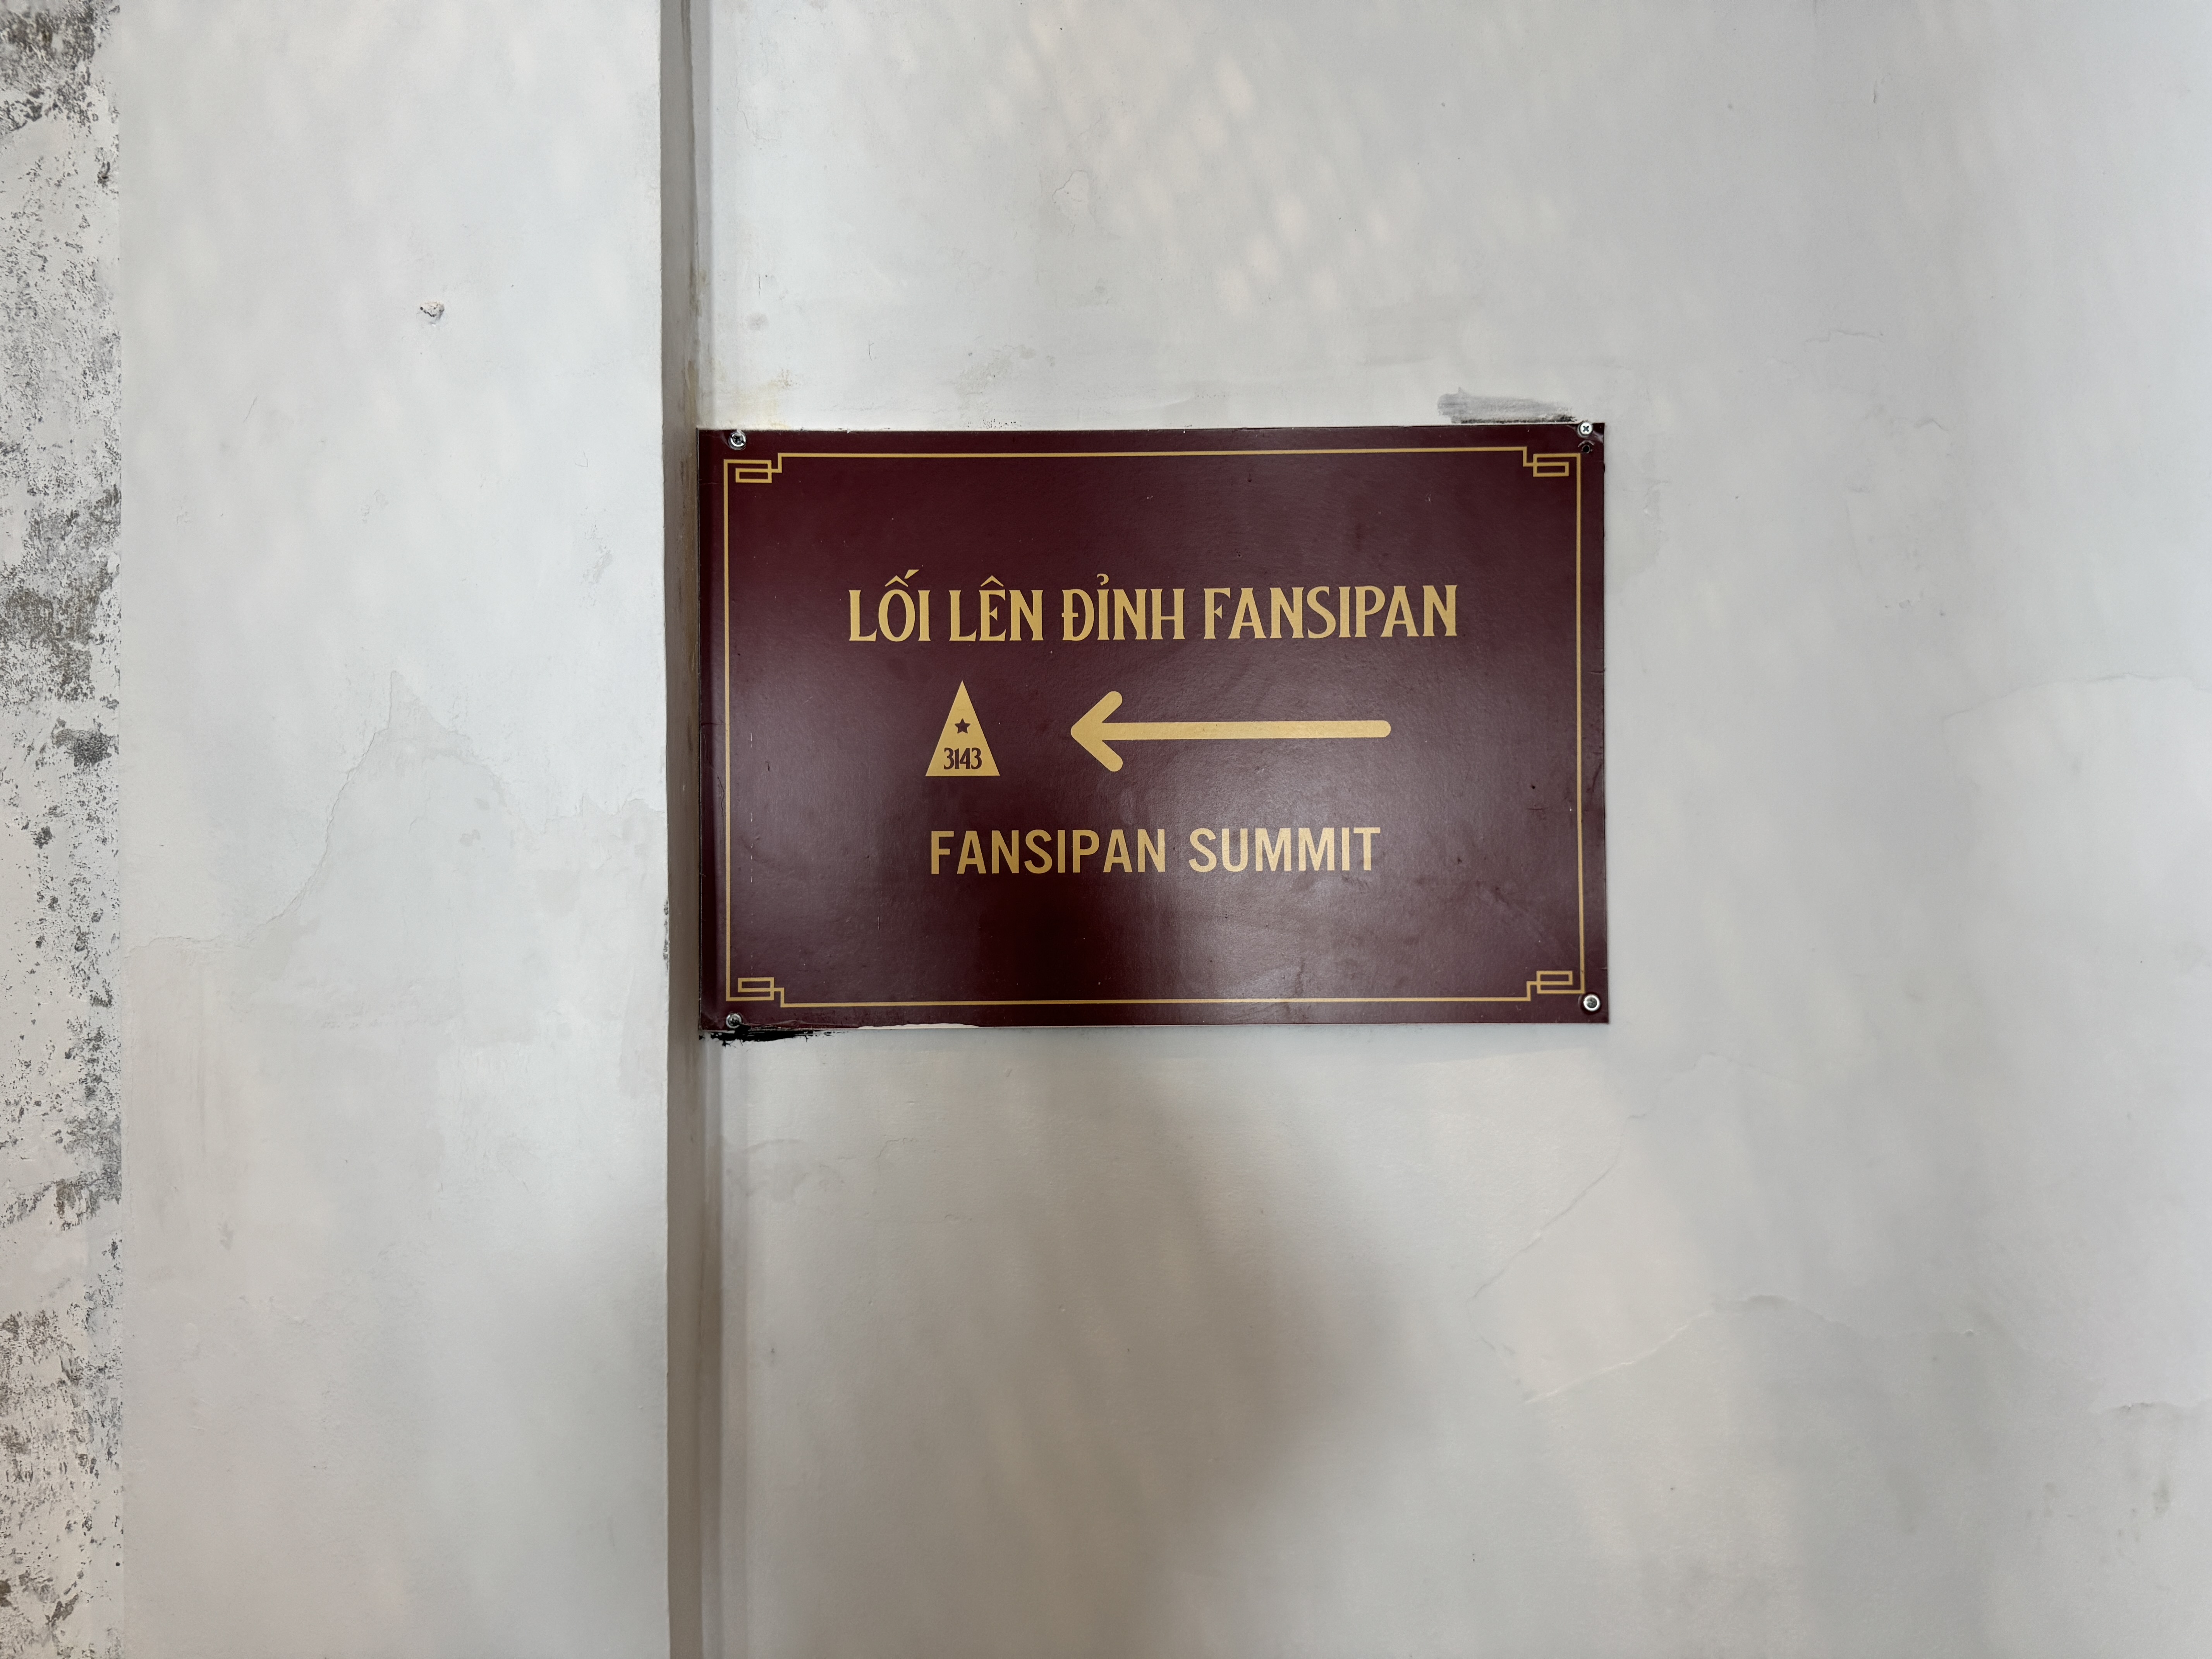 LỐI LÊN ĐỈNH FANSIPAN
3143
FANSIPAN SUMMIT